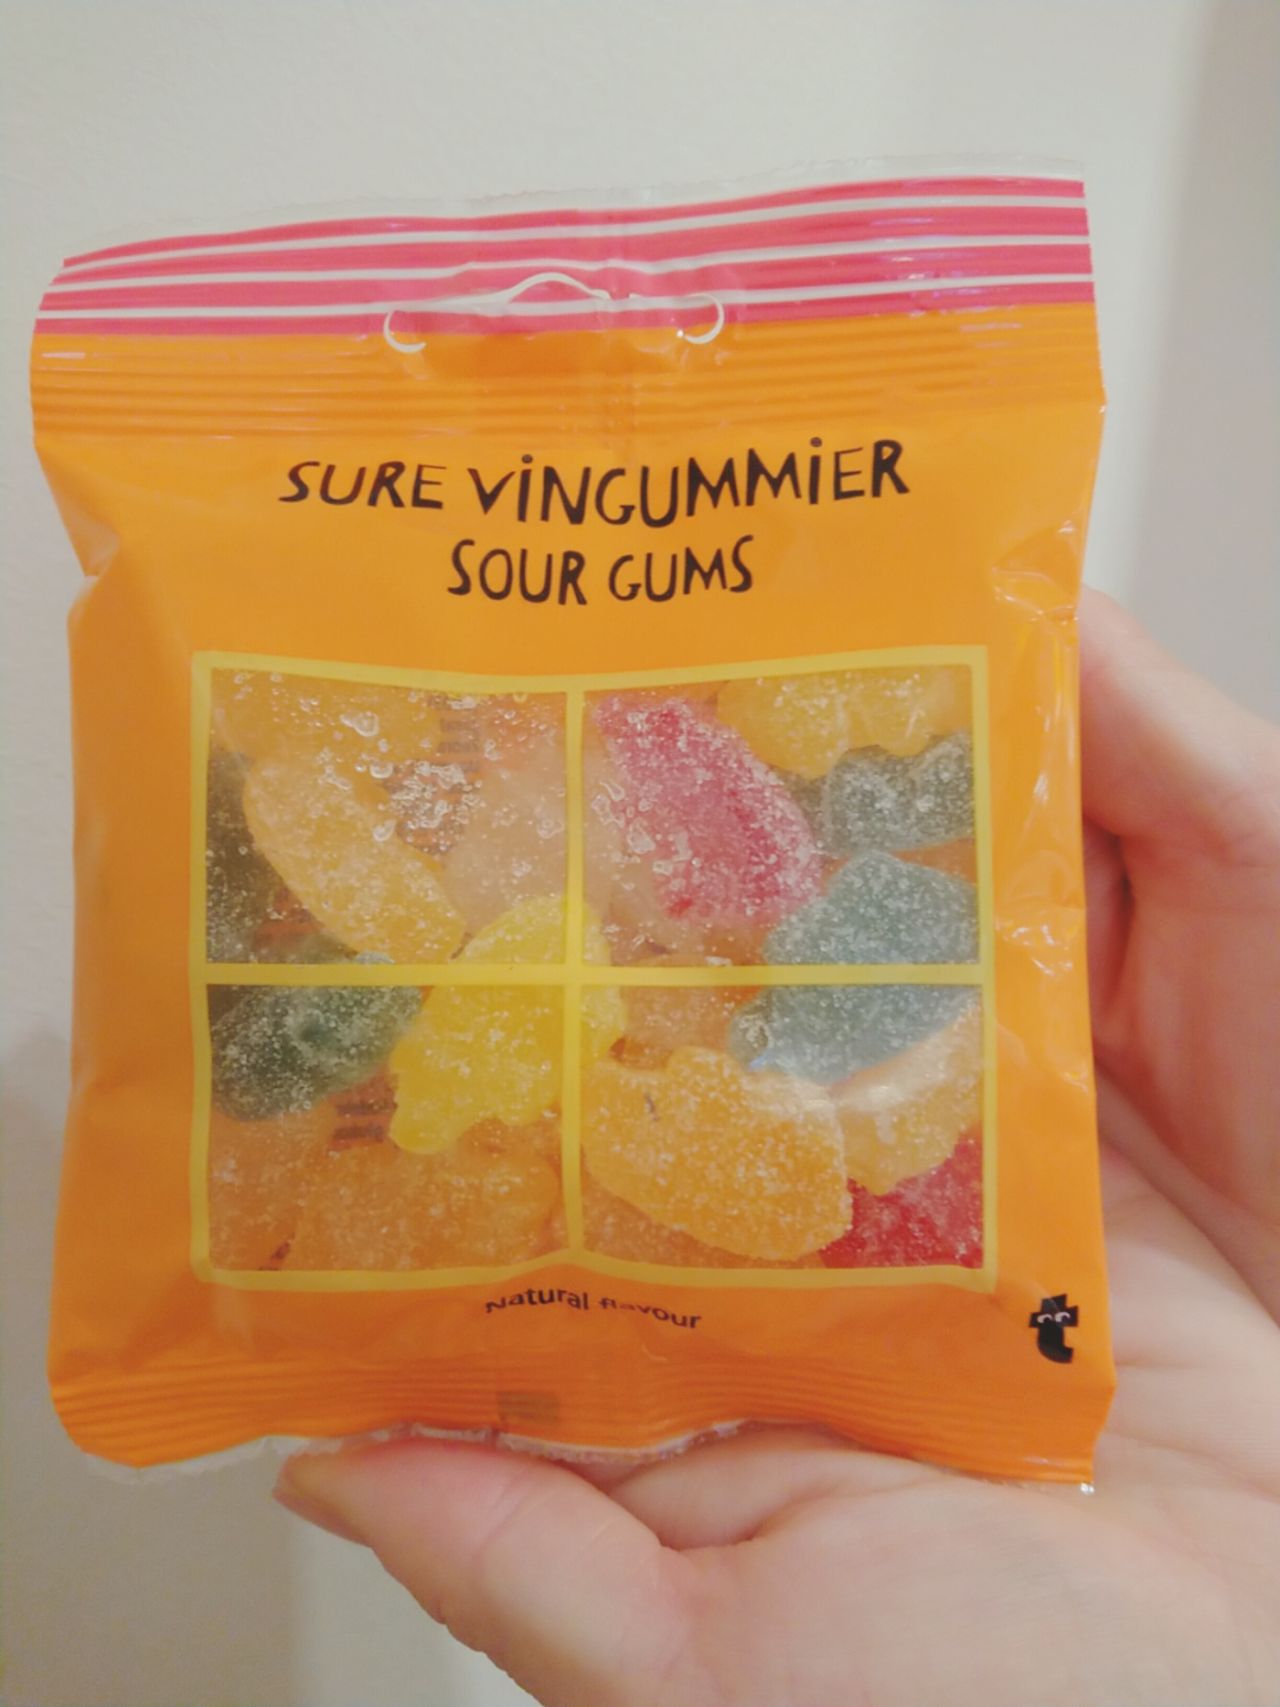 SURE VINGUMMIER
SOUR GUMS
Natural flavour
t